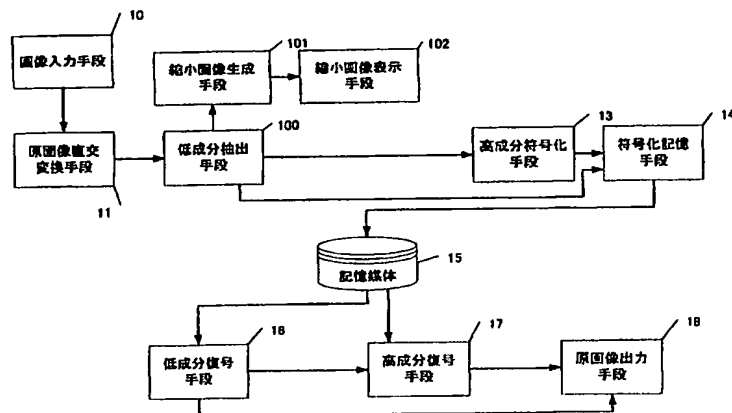 10
画像入力手段
101
縮小画像生成
手段
102
縮小画像表示
手段
原画像直交
変換手段
11
低成分抽出
手段
100
高成分符号化
手段
13
符号化記憶
手段
14
記憶媒体
15
低成分復号
手段
16
高成分復号
手段
17
原画像出力
手段
18